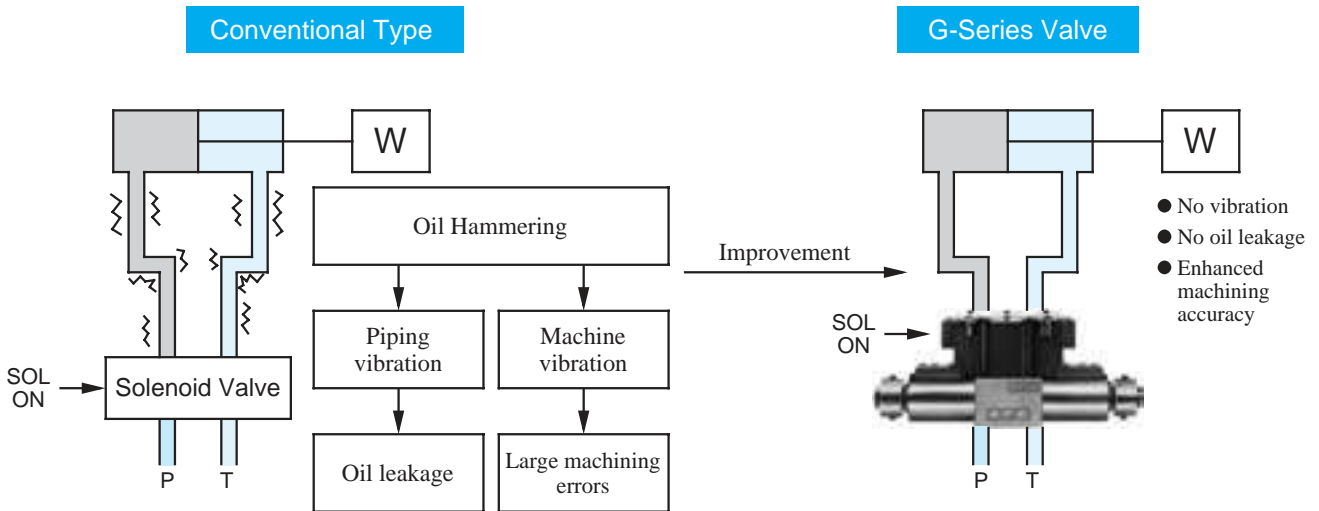 Conventional Type
G-Series Valve
W
Oil Hammering
Piping
vibration
Machine
vibration
Oil leakage
Large machining
errors
SOL
ON
Solenoid Valve
P
T
Improvement
W
● No vibration
● No oil leakage
● Enhanced
machining
accuracy
SOL
ON
P
T